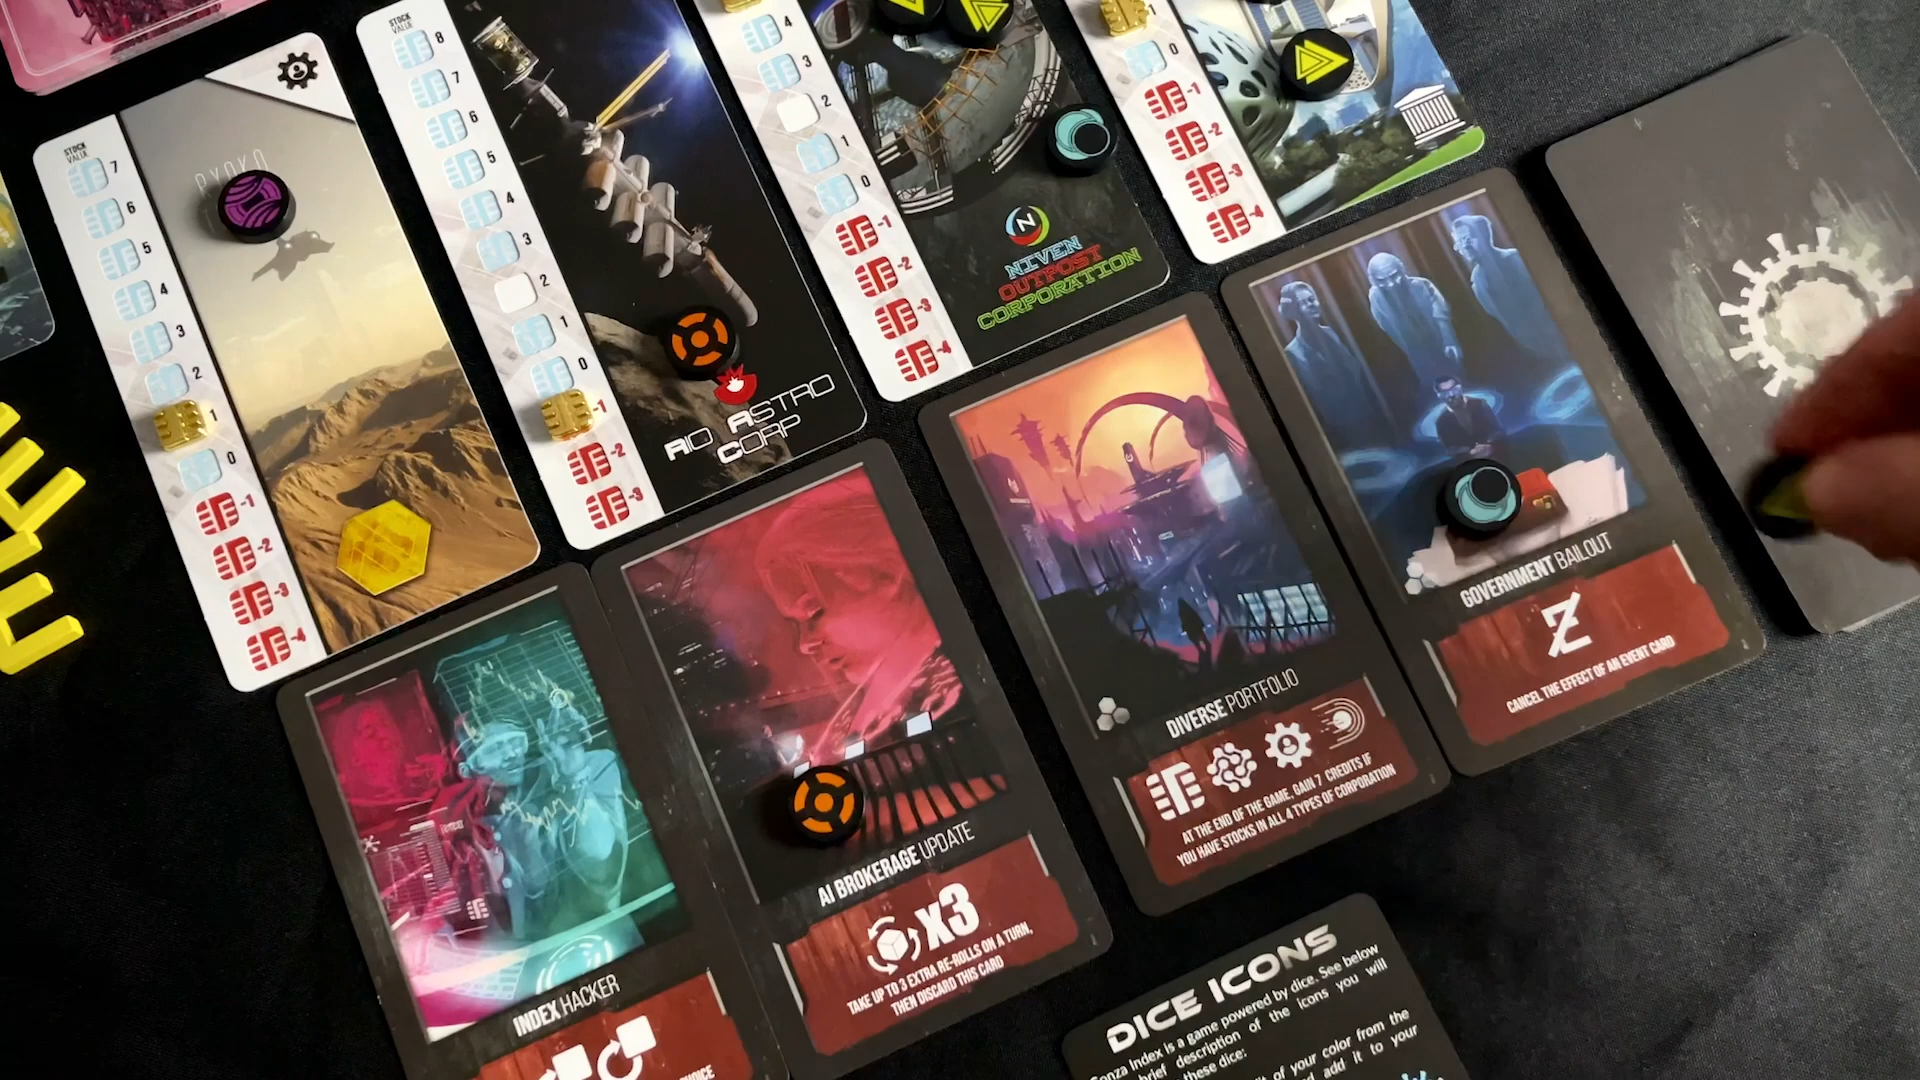 STOCK
VALUE
7
6
5
4
3
2
1
0
-1
-2
-3
-4
RYOKO
STOCK
VALUE
8
7
6
5
4
3
2
1
0
-1
-2
-3
RIO ASTRO
CORP
4
3
2
1
0
-1
-2
-3
-4
N
NIVEN
OUTPOST
CORPORATION
1
0
-1
-2
-3
-4
INDEX HACKER
AI BROKERAGE UPDATE
X3
TAKE UP TO 3 EXTRA RE-ROLLS ON A TURN,
THEN DISCARD THIS CARD
DIVERSE PORTFOLIO
AT THE END OF THE GAME, GAIN 7 CREDITS IF
YOU HAVE STOCKS IN ALL 4 TYPES OF CORPORATION
GOVERNMENT BAILOUT
CANCEL THE EFFECT OF AN EVENT CARD
DICE ICONS
Index is a game powered by dice. See below
brief description of the icons you will
these dice:
of your color from the
and add it to your